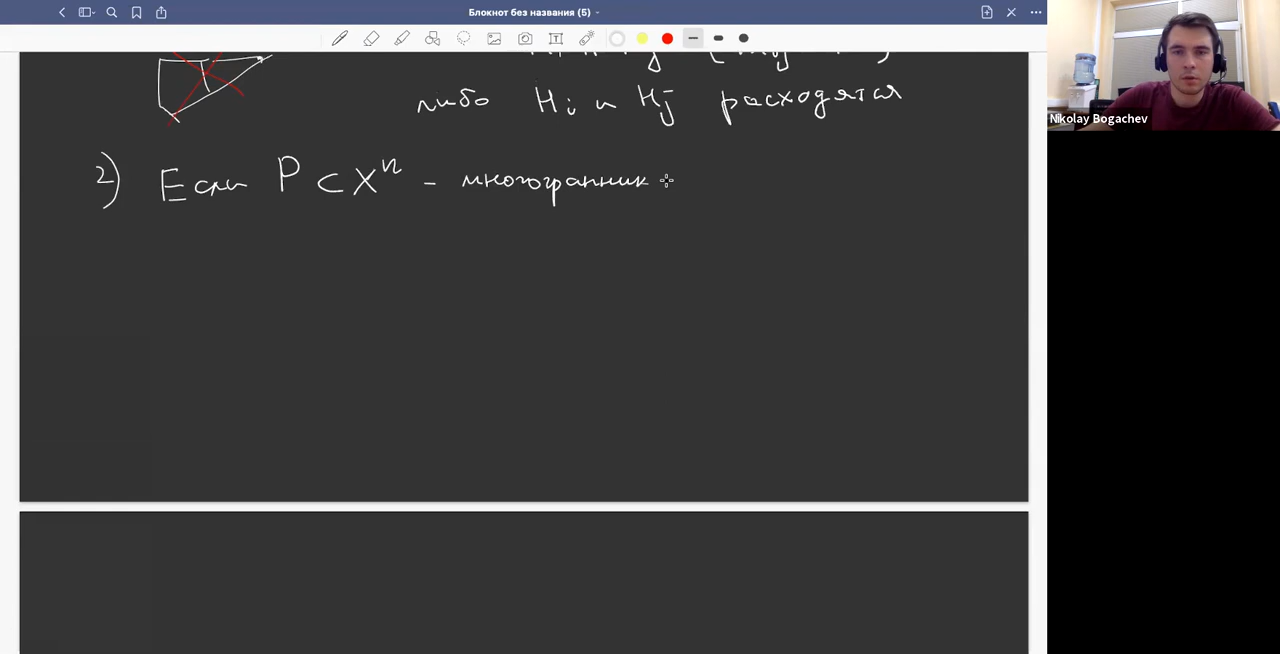 Блокнот без названия (5)
либо Hi и Hj расходятся
2) Если P ⊂ Xⁿ - многогранник
Nikolay Bogachev